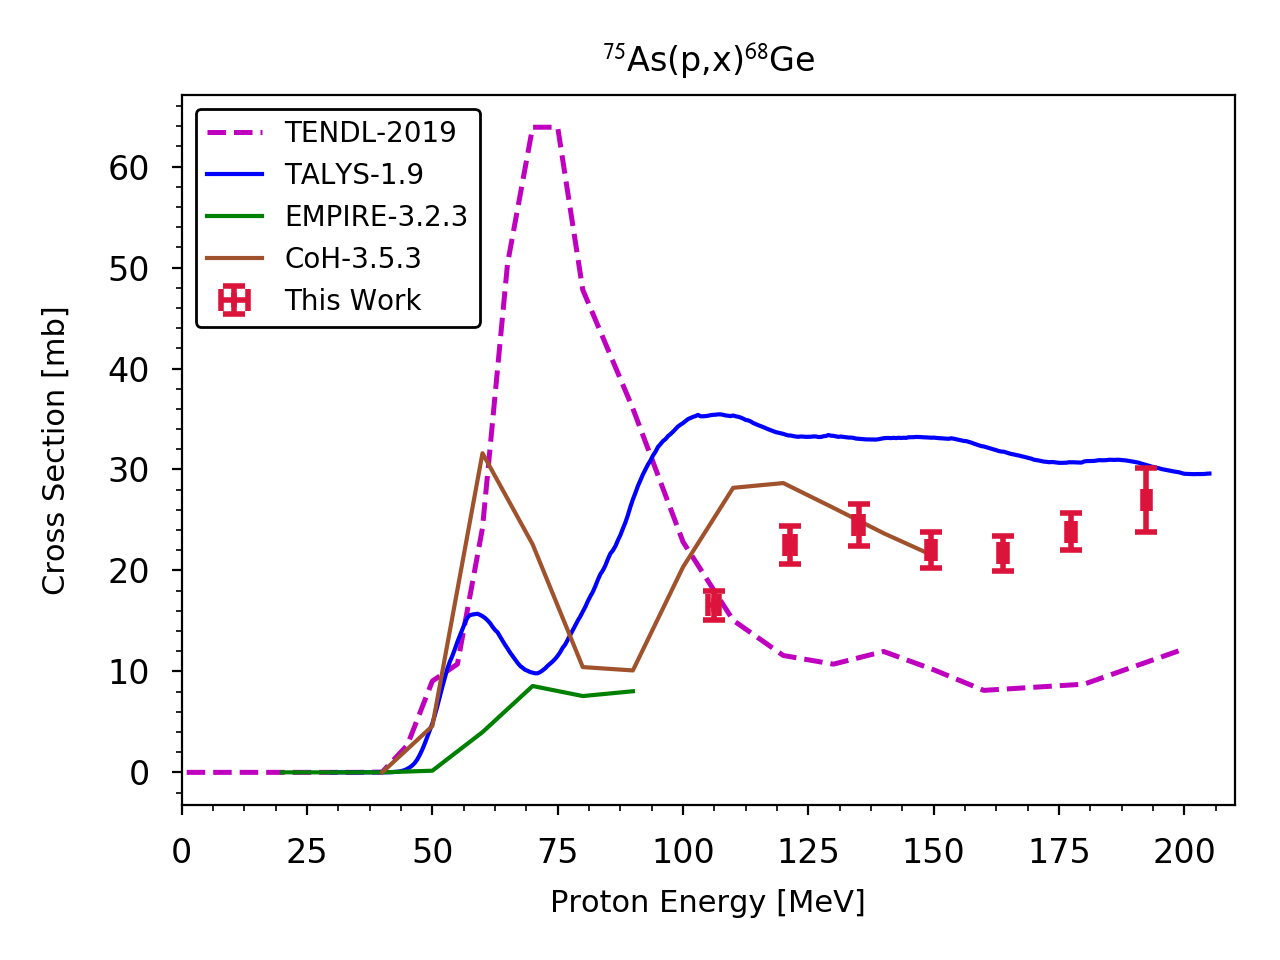 ⁷⁵As(p,x)⁶⁸Ge
TENDL-2019
TALYS-1.9
EMPIRE-3.2.3
CoH-3.5.3
This Work
Cross Section [mb]
60
50
40
30
20
10
0
0 25 50 75 100 125 150 175 200
Proton Energy [MeV]